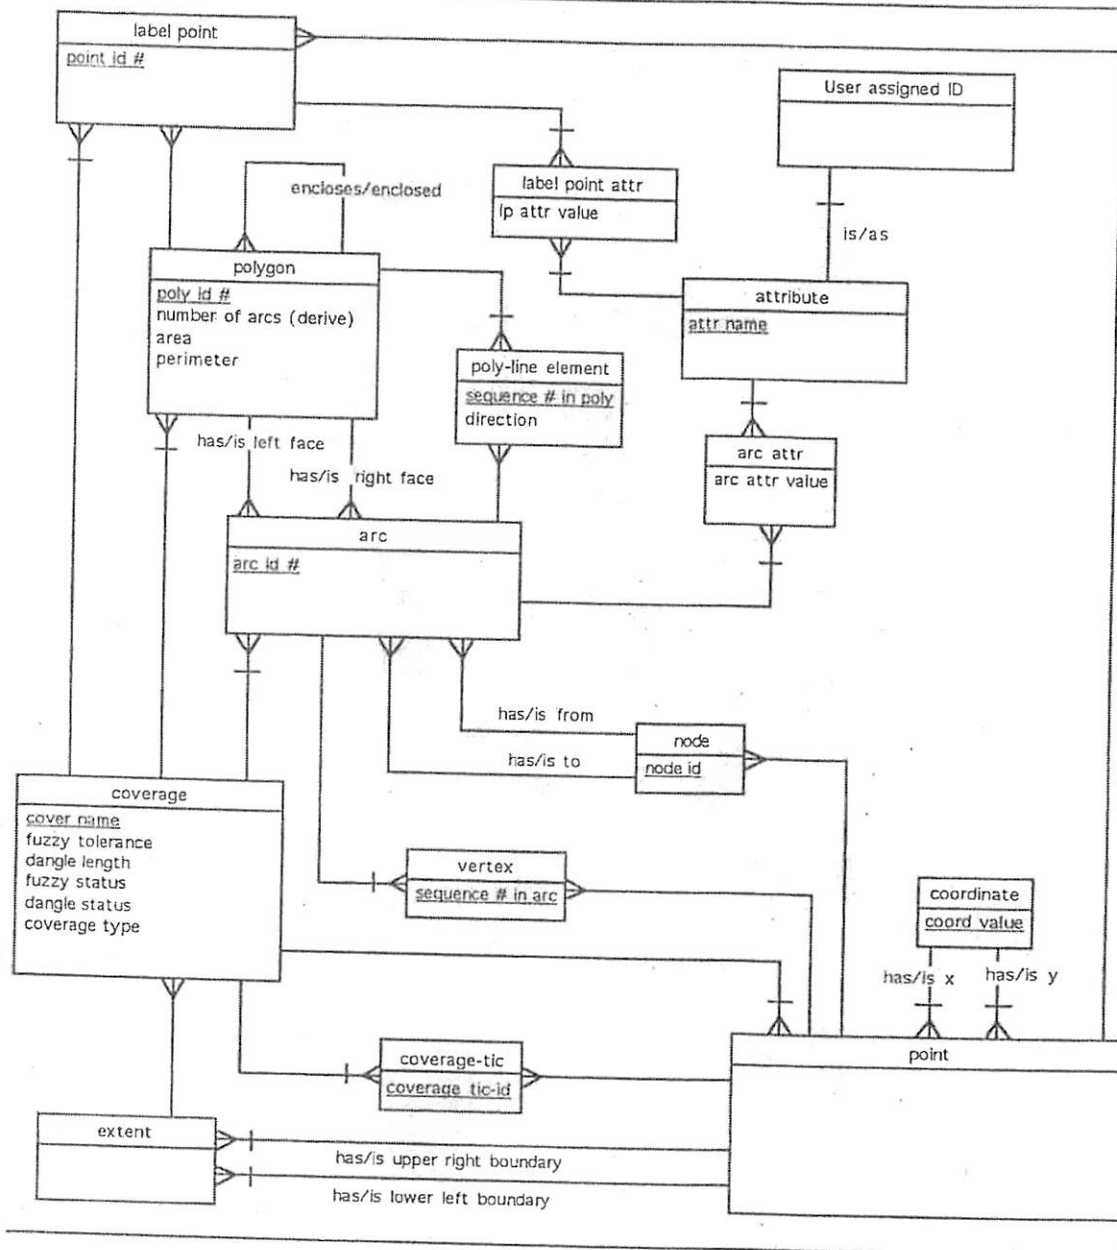 label point
point id #
User assigned ID
encloses/enclosed
label point attr
lp attr value
is/as
polygon
poly id #
number of arcs (derive)
area
perimeter
attribute
attr name
poly-line element
sequence # in poly
direction
has/is left face
has/is right face
arc attr
arc attr value
arc
arc id #
has/is from
has/is to
node
node id
coverage
cover name
fuzzy tolerance
dangle length
fuzzy status
dangle status
coverage type
vertex
sequence # in arc
coordinate
coord value
has/is x
has/is y
coverage-tic
coverage tic-id
point
extent
has/is upper right boundary
has/is lower left boundary